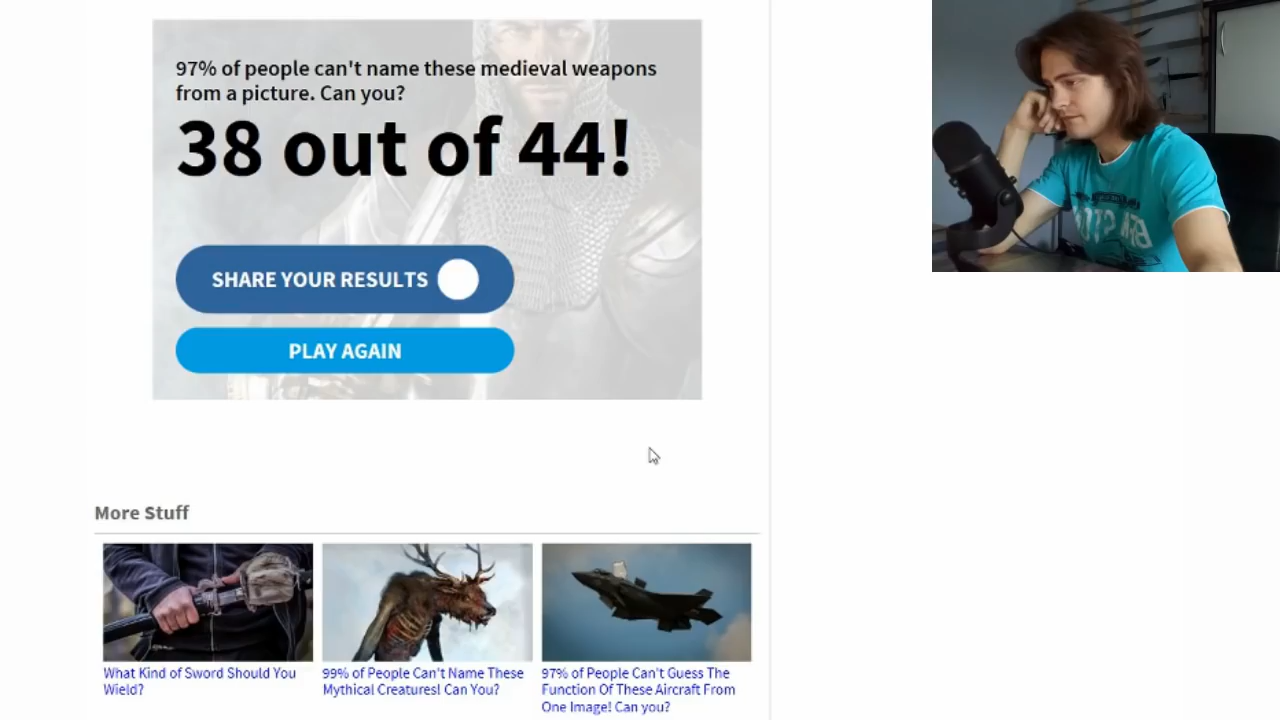 97% of people can't name these medieval weapons
from a picture. Can you?
38 out of 44!
SHARE YOUR RESULTS
PLAY AGAIN
More Stuff
What Kind of Sword Should You
Wield?
99% of People Can't Name These
Mythical Creatures! Can You?
97% of People Can't Guess The
Function Of These Aircraft From
One Image! Can you?